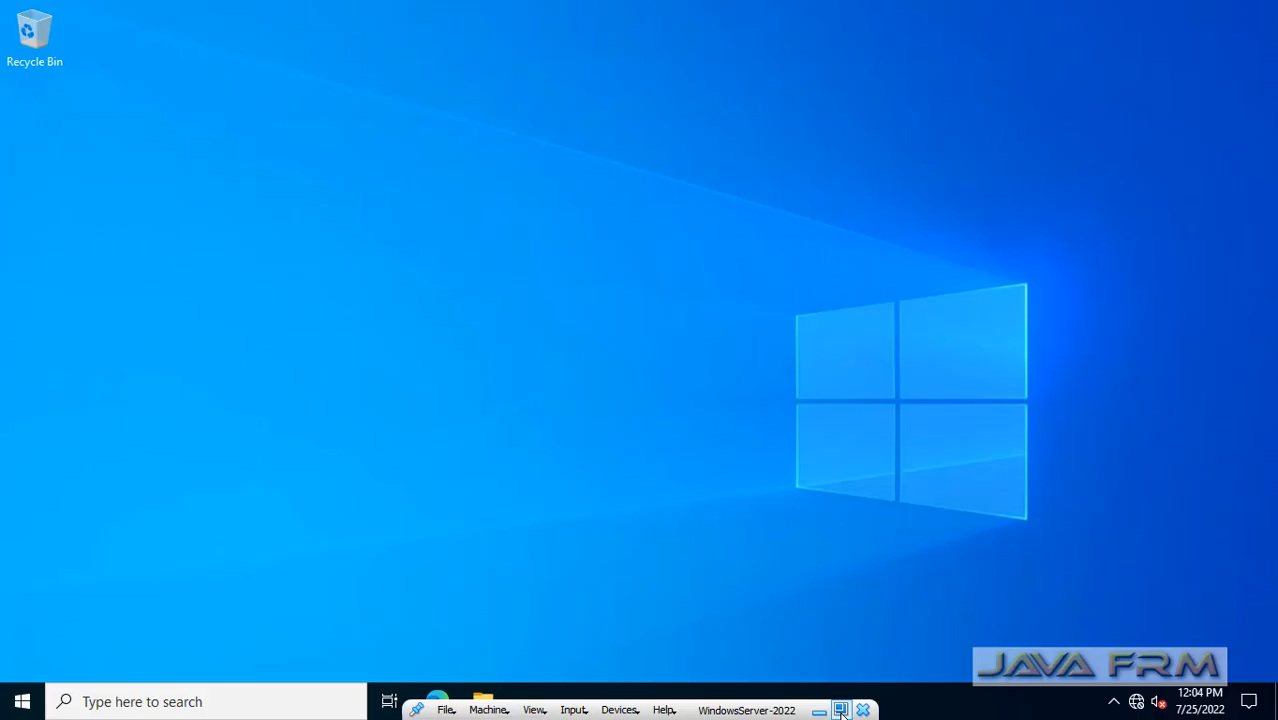 Recycle Bin
JAVA FRM
Type here to search
File
Machine
View
Input
Devices
Help
WindowsServer-2022
12:04 PM
7/25/2022